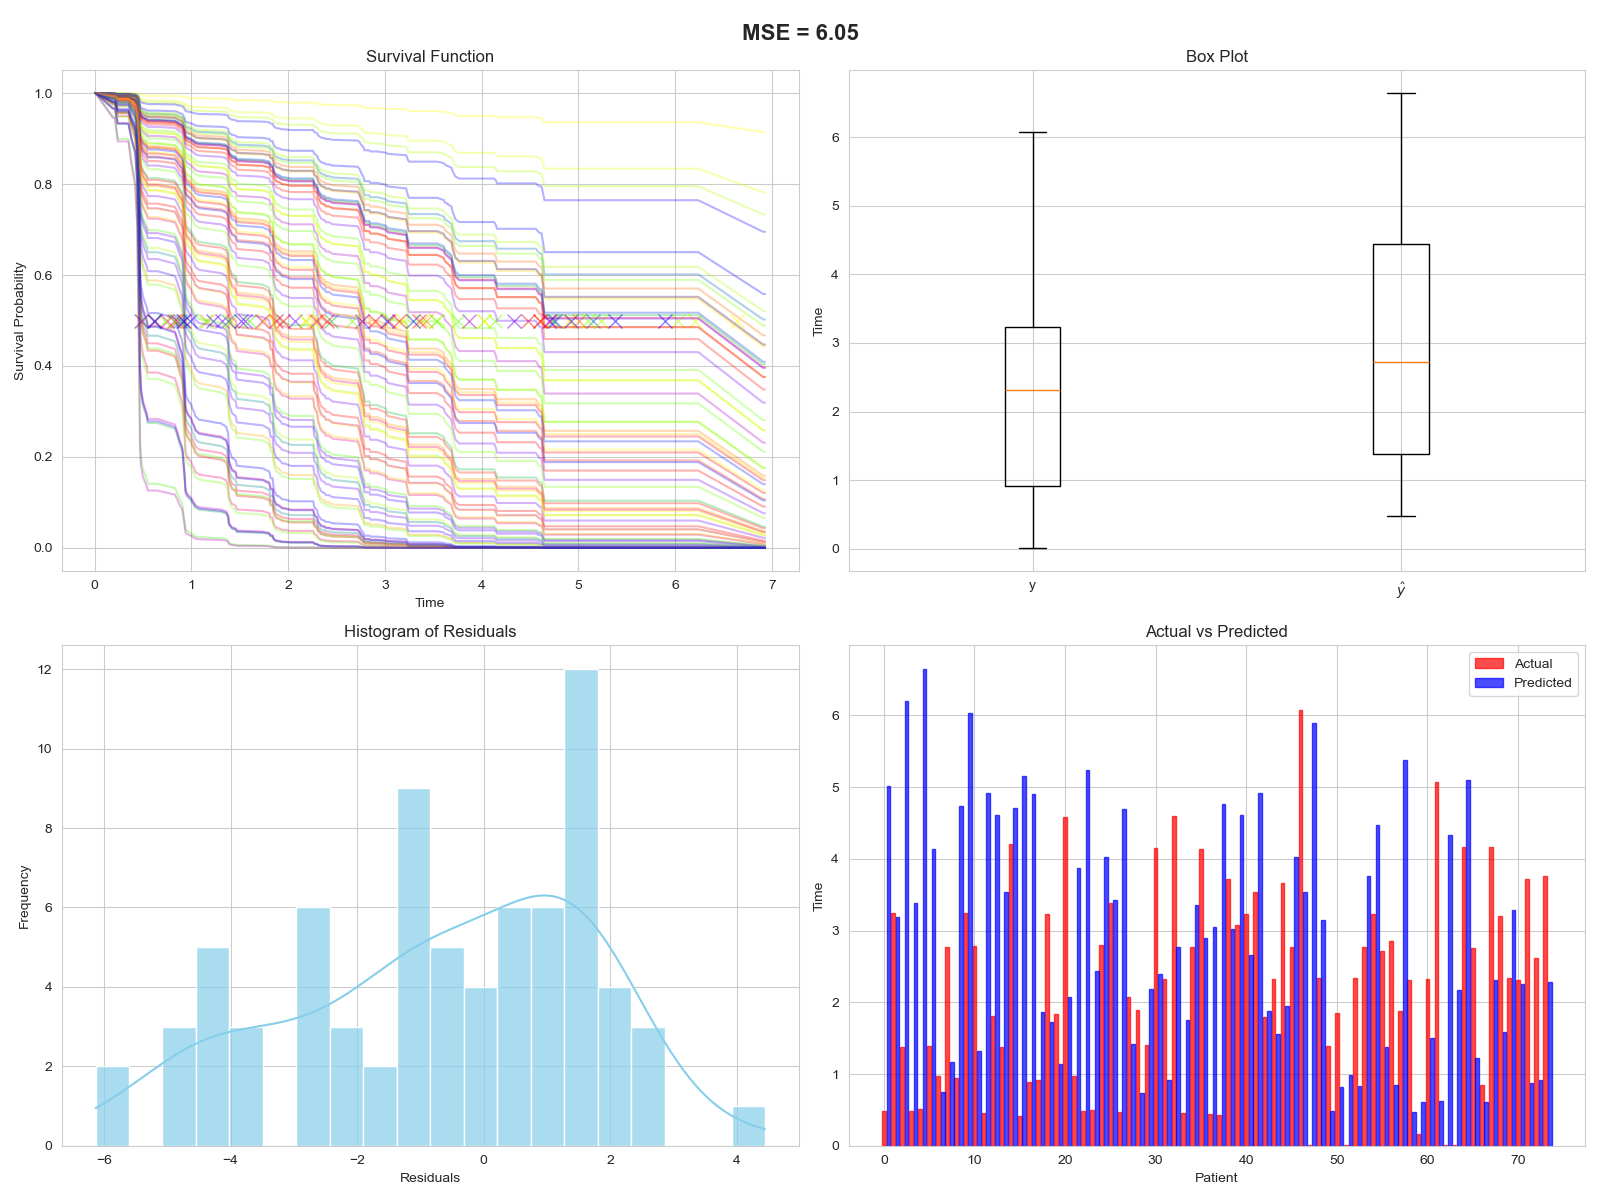 MSE = 6.05
Survival Function
1.0
0.8
0.6
0.4
0.2
0.0
Survival Probability
0 1 2 3 4 5 6 7
Time
Box Plot
6
5
4
3
2
1
0
Time
y ŷ
Histogram of Residuals
12
10
8
6
4
2
0
Frequency
−6 −4 −2 0 2 4
Residuals
Actual vs Predicted
Actual
Predicted
6
5
4
3
2
1
0
Time
0 10 20 30 40 50 60 70
Patient